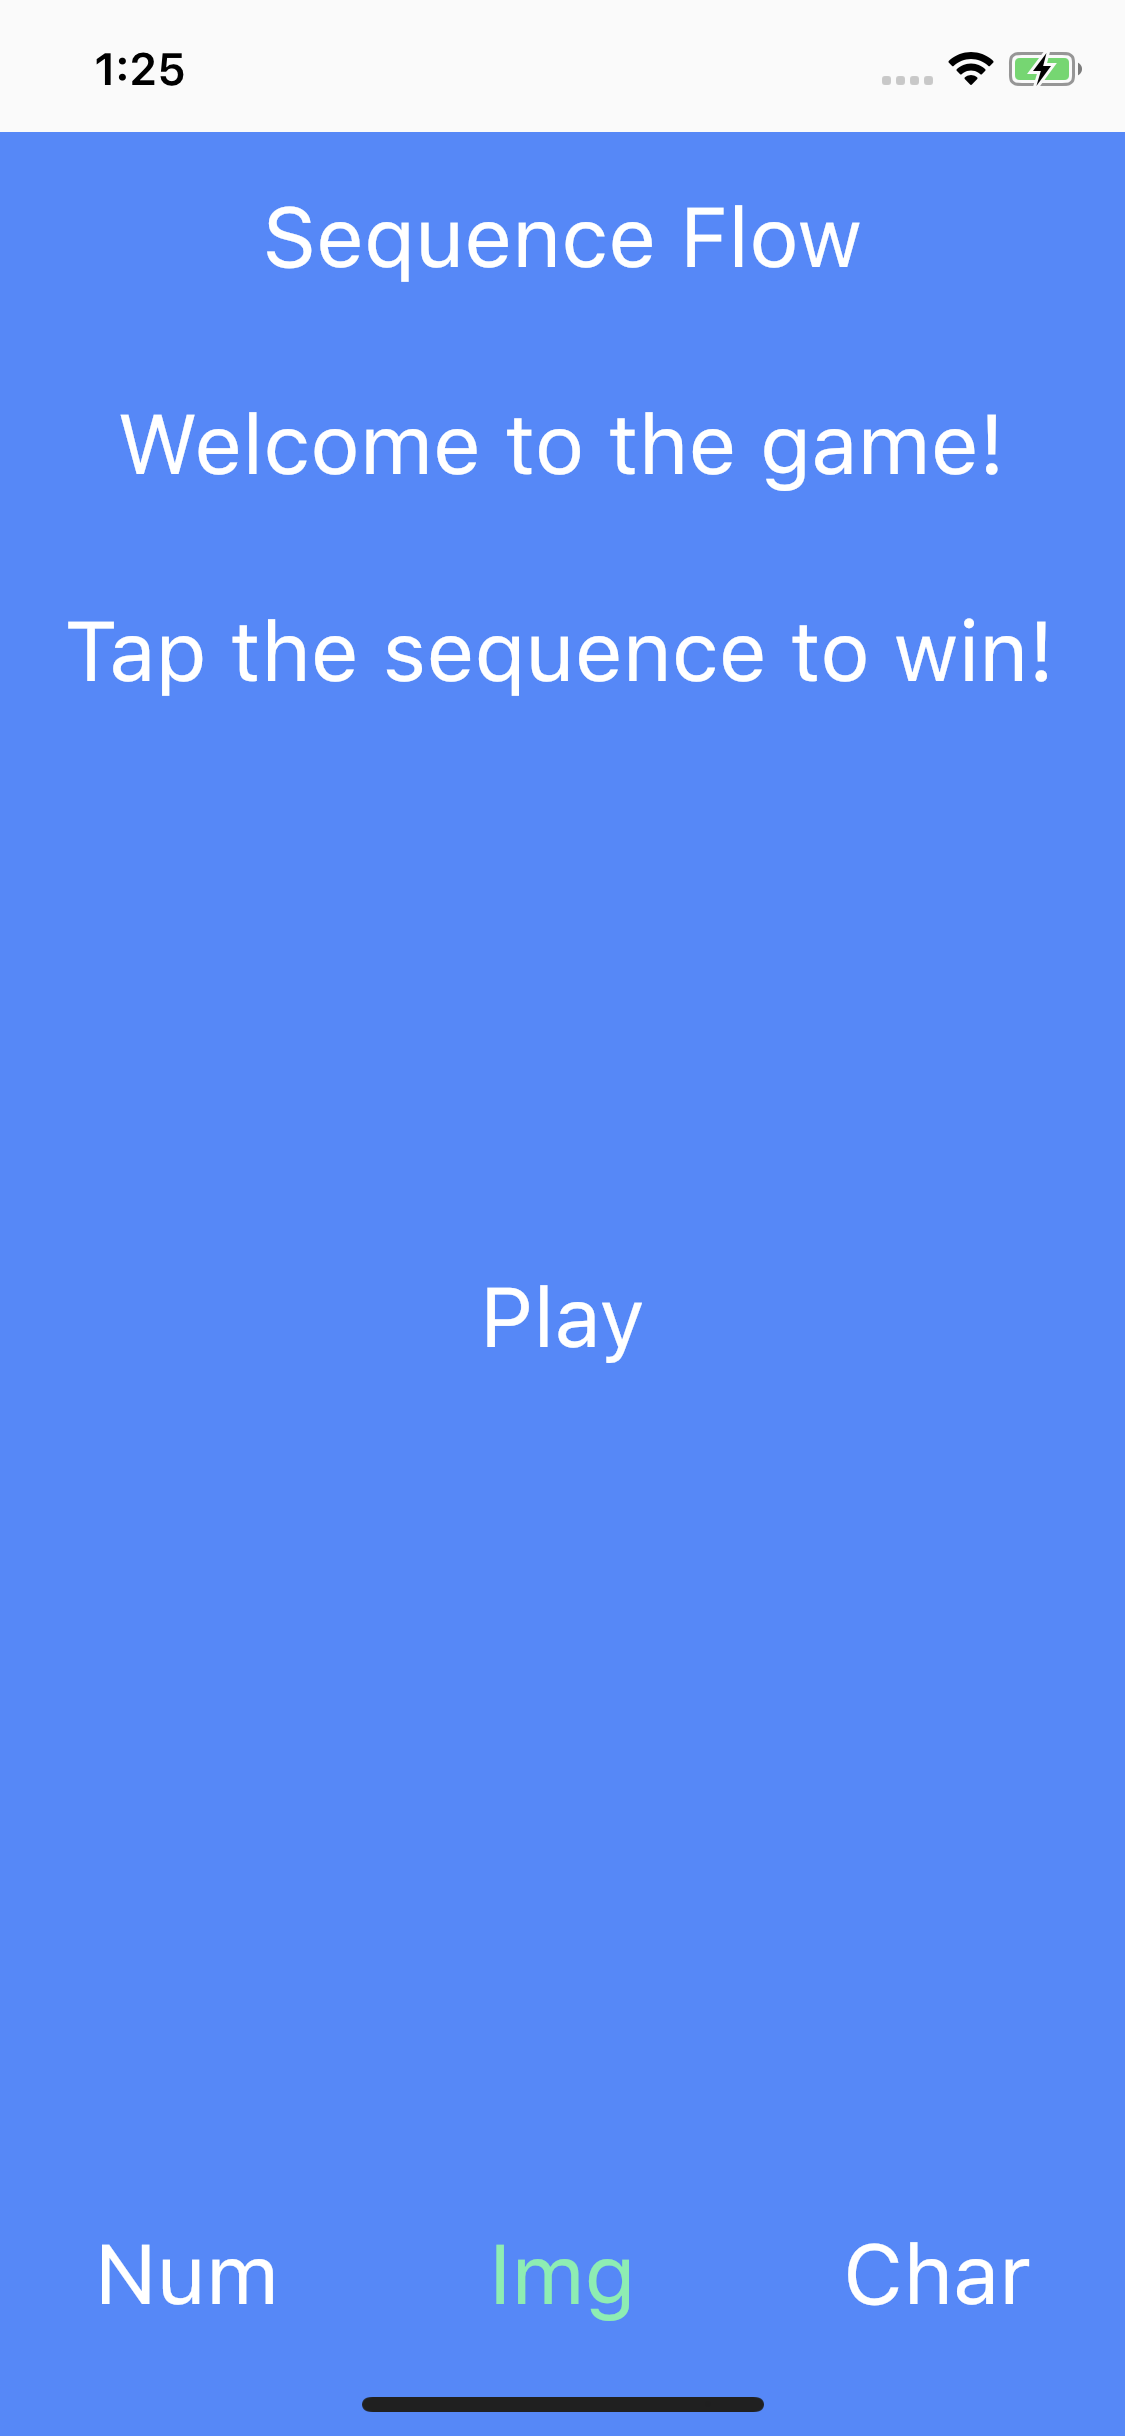 1:25
Sequence Flow
Welcome to the game!
Tap the sequence to win!
Play
Num Img Char